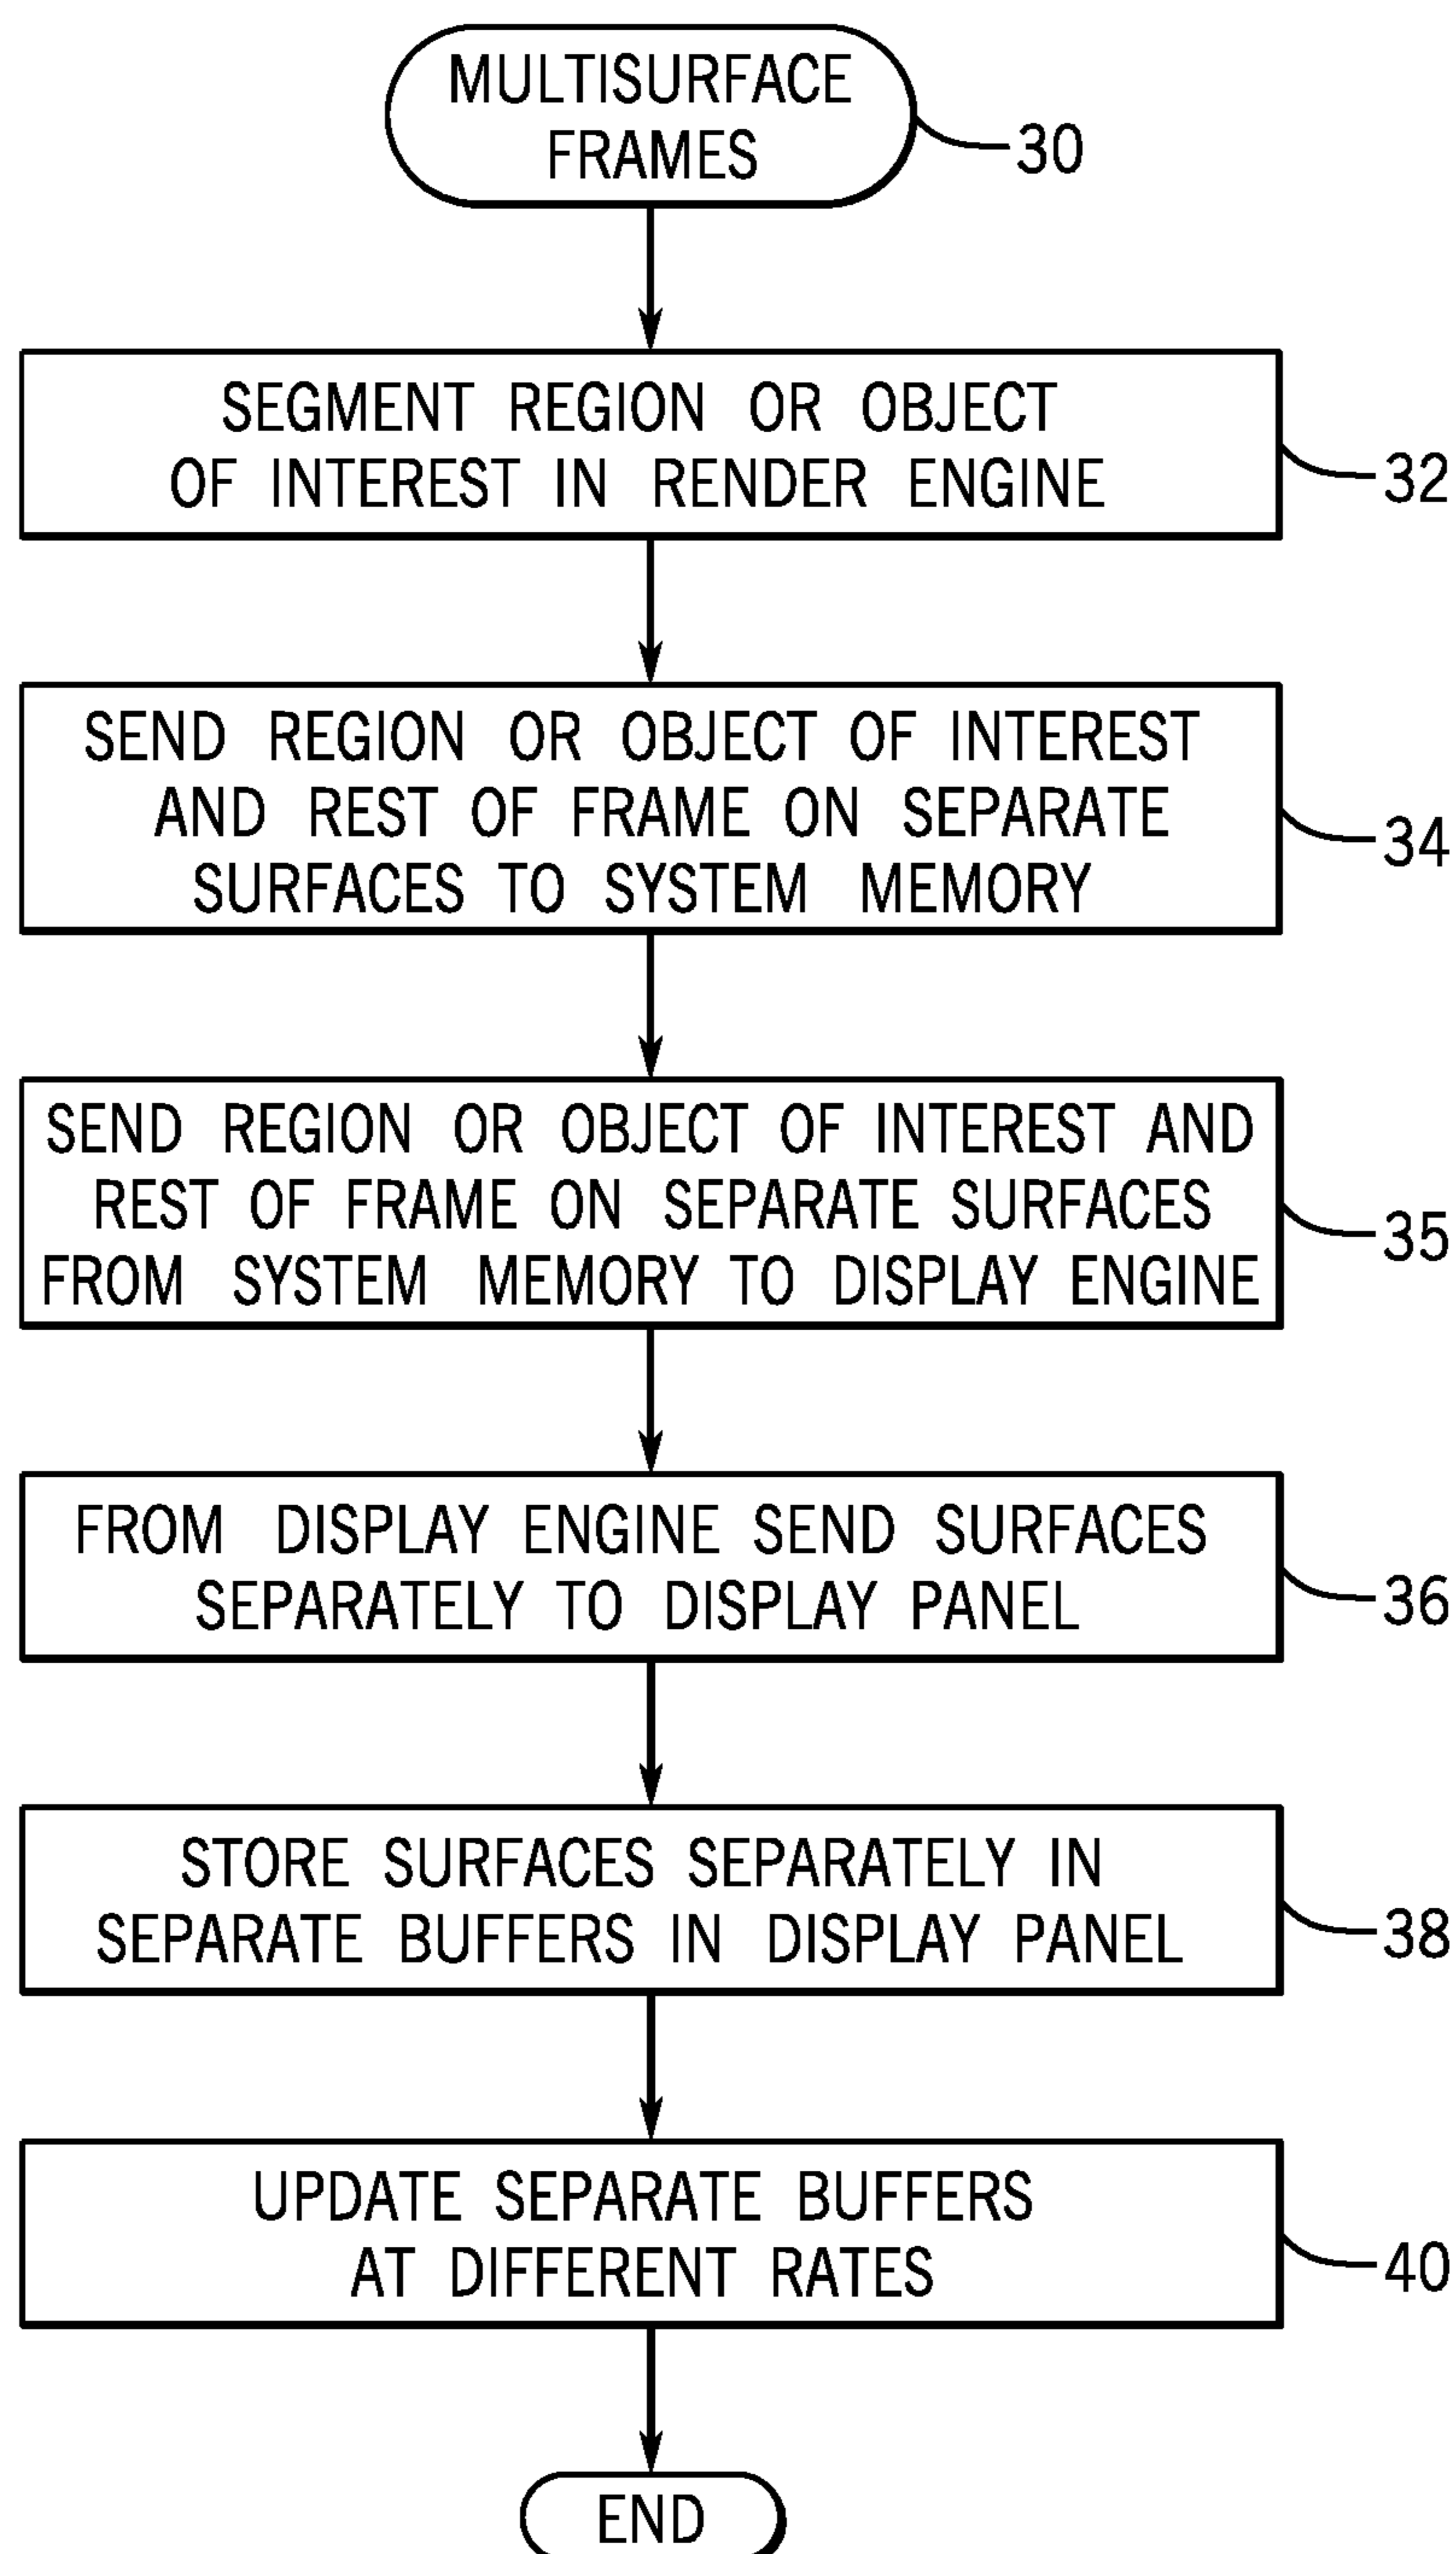 MULTISURFACE
FRAMES
30
SEGMENT REGION OR OBJECT
OF INTEREST IN RENDER ENGINE
32
SEND REGION OR OBJECT OF INTEREST
AND REST OF FRAME ON SEPARATE
SURFACES TO SYSTEM MEMORY
34
SEND REGION OR OBJECT OF INTEREST AND
REST OF FRAME ON SEPARATE SURFACES
FROM SYSTEM MEMORY TO DISPLAY ENGINE
35
FROM DISPLAY ENGINE SEND SURFACES
SEPARATELY TO DISPLAY PANEL
36
STORE SURFACES SEPARATELY IN
SEPARATE BUFFERS IN DISPLAY PANEL
38
UPDATE SEPARATE BUFFERS
AT DIFFERENT RATES
40
END